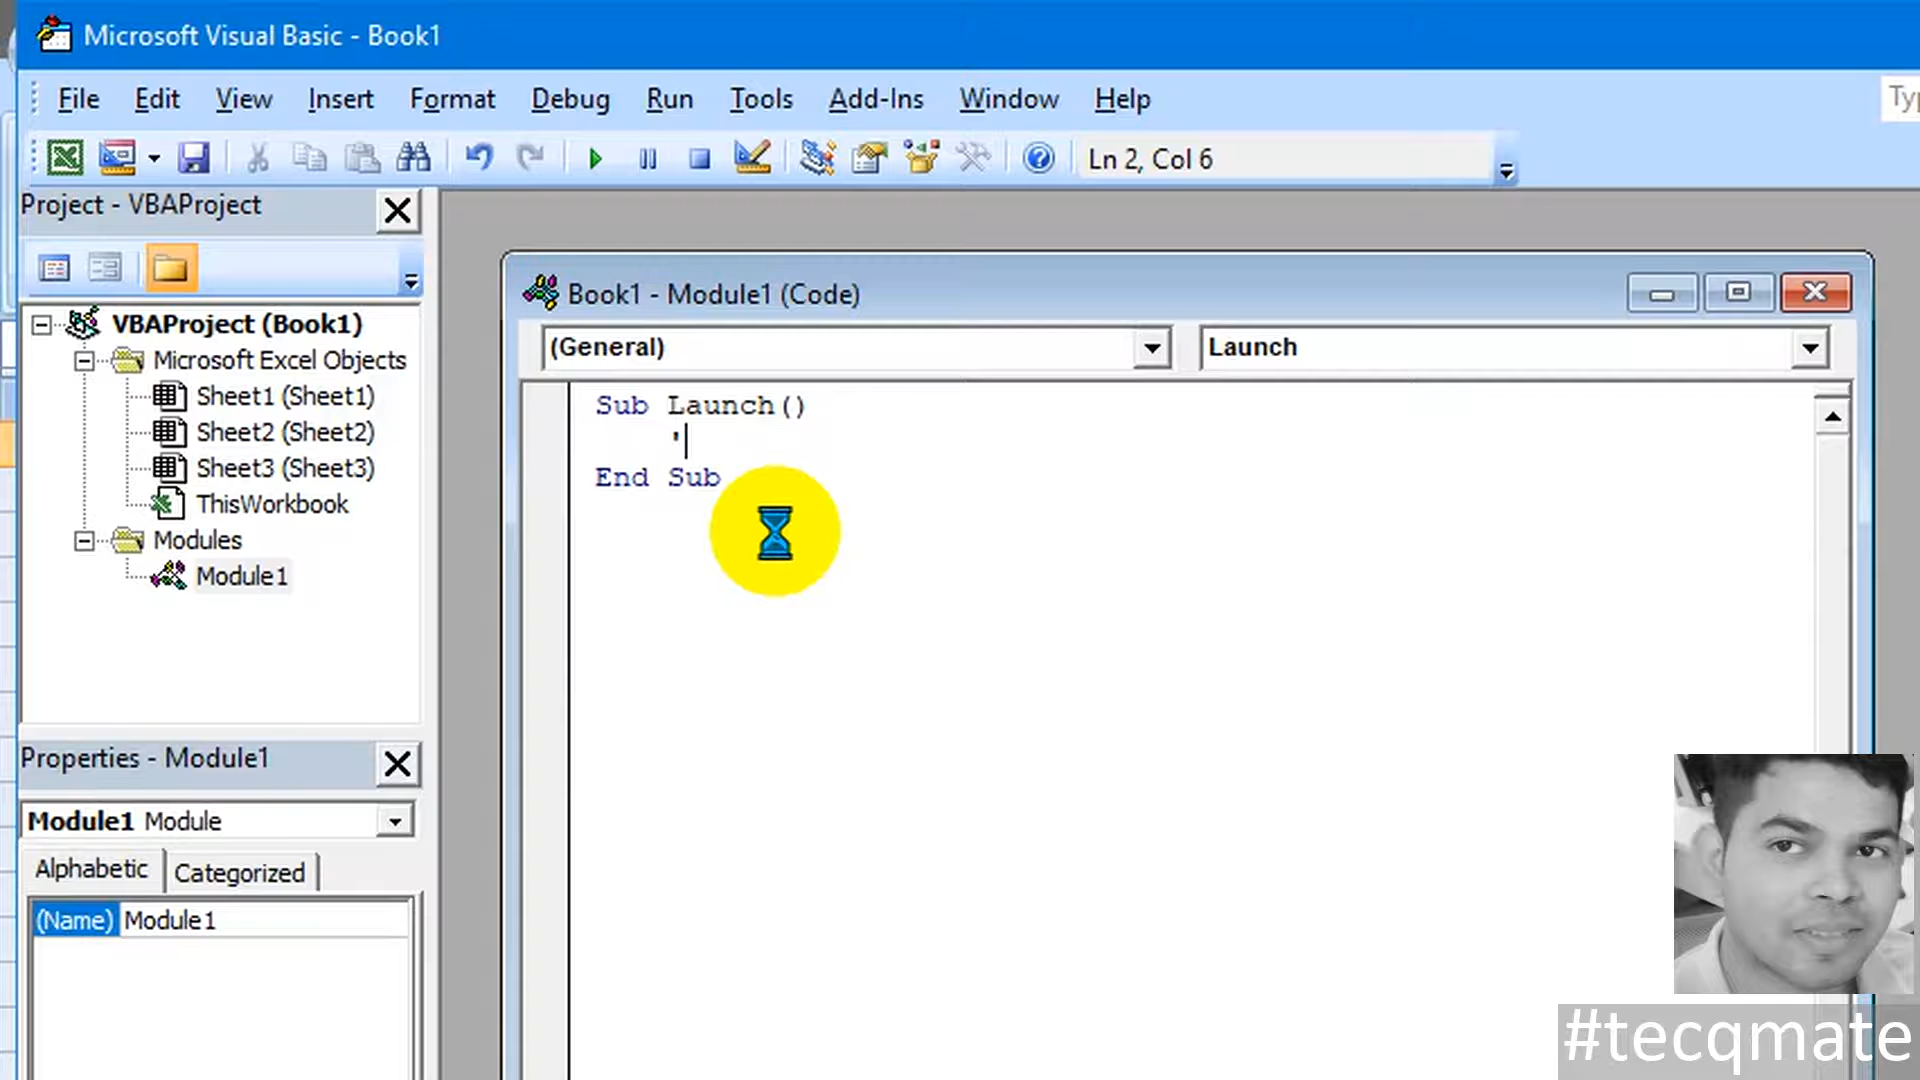 Microsoft Visual Basic - Book1
File Edit View Insert Format Debug Run Tools Add-Ins Window Help
Ln 2, Col 6
Project - VBAProject
VBAProject (Book1)
Microsoft Excel Objects
Sheet1 (Sheet1)
Sheet2 (Sheet2)
Sheet3 (Sheet3)
ThisWorkbook
Modules
Module1
Properties - Module1
Module1 Module
Alphabetic Categorized
(Name) Module1
Book1 - Module1 (Code)
(General) Launch
Sub Launch()
'
End Sub
#tecqmate